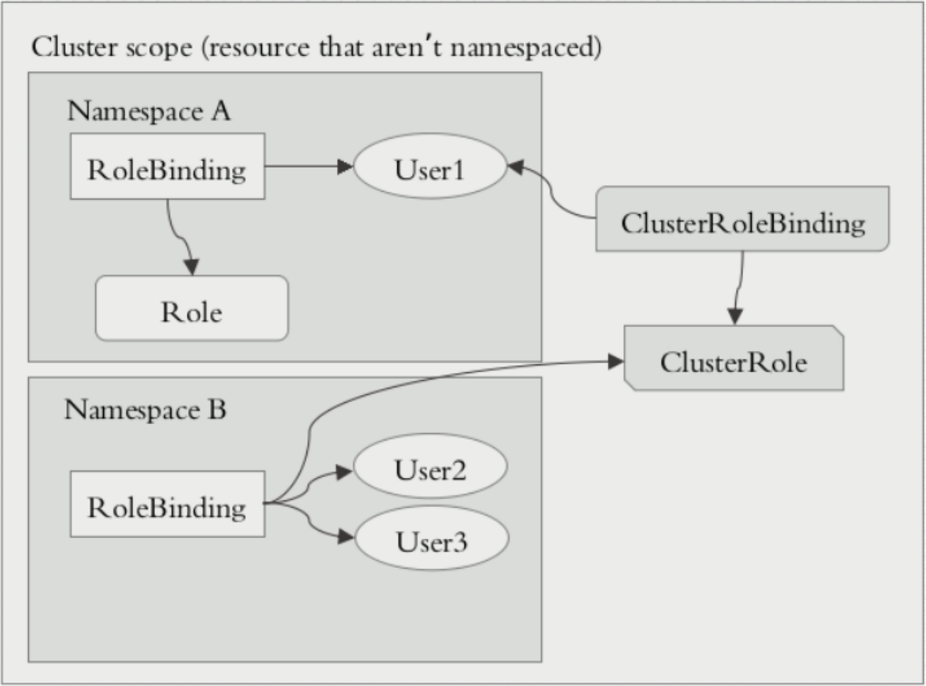 Cluster scope (resource that aren't namespaced)
Namespace A
RoleBinding
User1
ClusterRoleBinding
Role
ClusterRole
Namespace B
User2
RoleBinding
User3